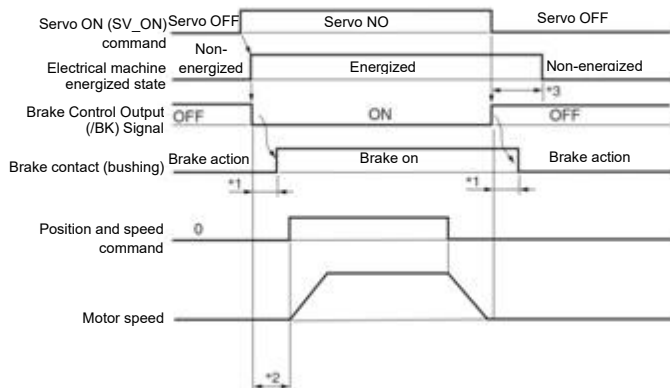 Servo ON (SV_ON)
command
Servo OFF
Servo NO
Servo OFF
Electrical machine
energized state
Non-
energized
Energized
Non-energized
*3
Brake Control Output
(/BK) Signal
OFF
ON
OFF
Brake contact (bushing)
Brake action
Brake on
Brake action
*1
*1
Position and speed
command
0
Motor speed
*2